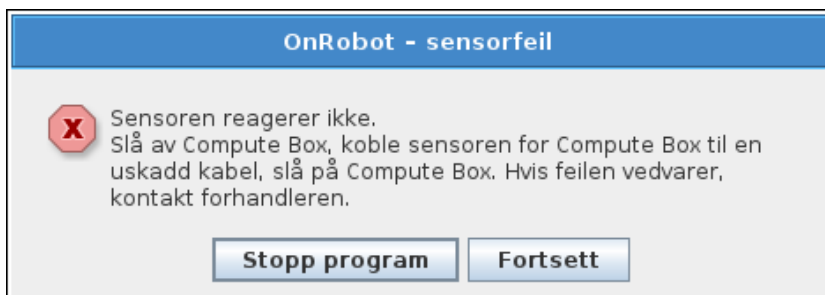 OnRobot - sensorfeil
Sensoren reagerer ikke.
Slå av Compute Box, koble sensoren for Compute Box til en
uskadd kabel, slå på Compute Box. Hvis feilen vedvarer,
kontakt forhandleren.
Stopp program Fortsett